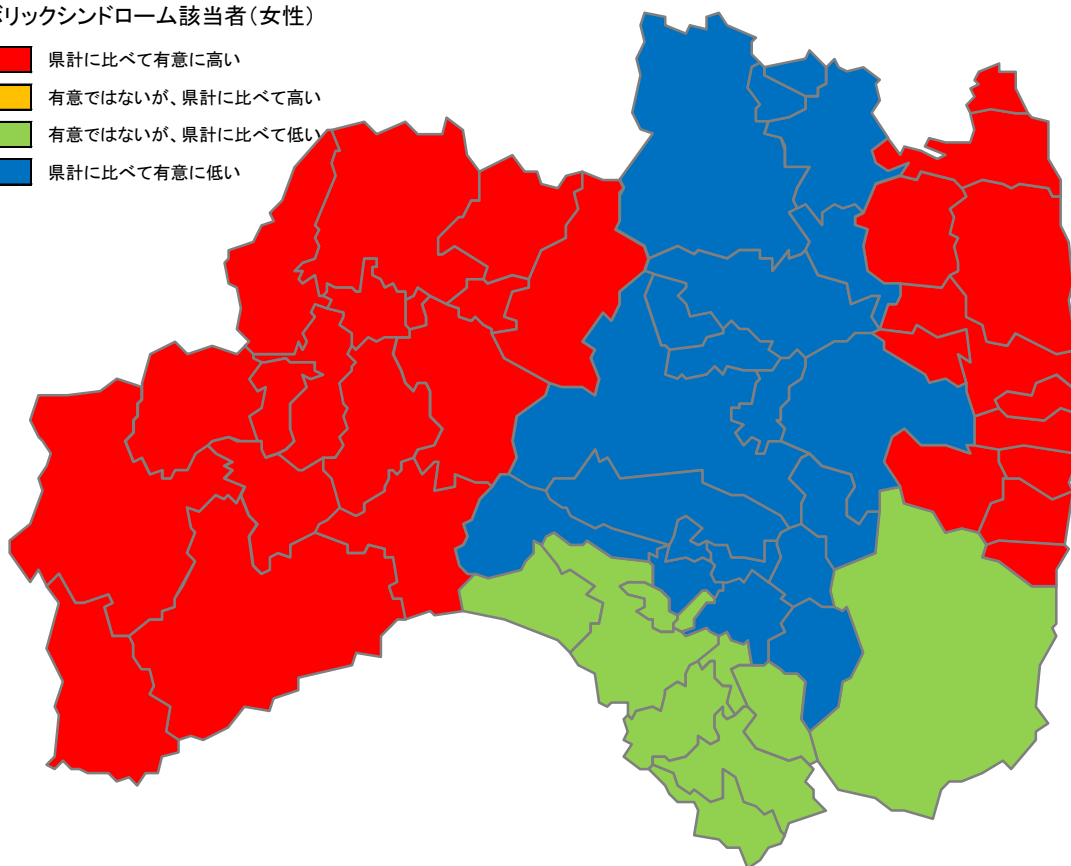 リックシンドローム該当者（女性）
県計に比べて有意に高い
有意ではないが、県計に比べて高い
有意ではないが、県計に比べて低い
県計に比べて有意に低い